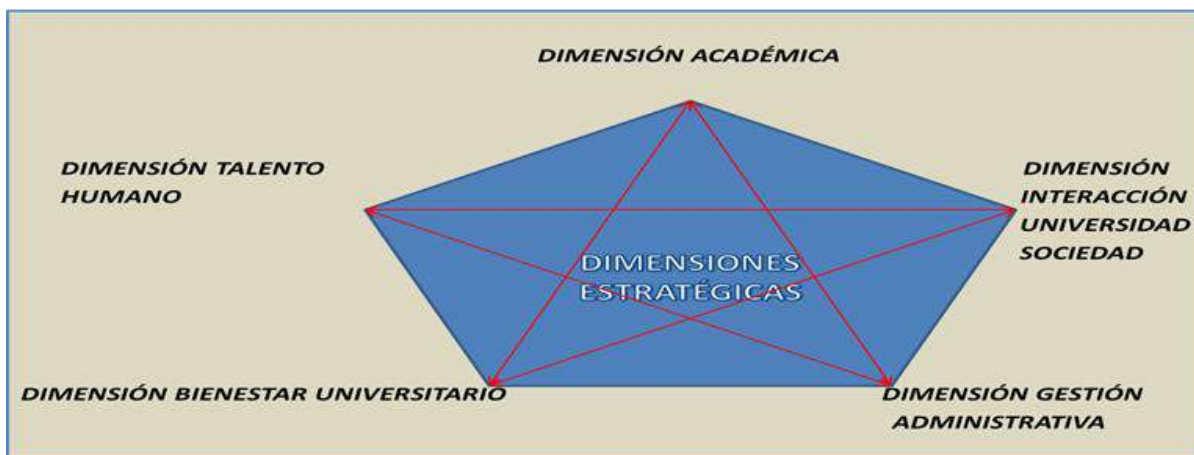 DIMENSIÓN ACADÉMICA
DIMENSIÓN TALENTO
HUMANO
DIMENSIÓN
INTERACCIÓN
UNIVERSIDAD
SOCIEDAD
DIMENSIONES
ESTRATÉGICAS
DIMENSIÓN BIENESTAR UNIVERSITARIO
DIMENSIÓN GESTIÓN
ADMINISTRATIVA